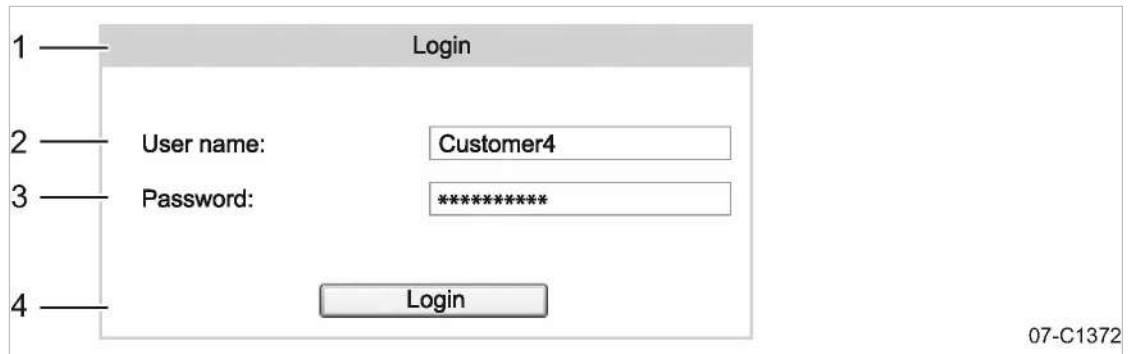 1 Login
2 User name: Customer4
3 Password: **********
4 Login
07-C1372